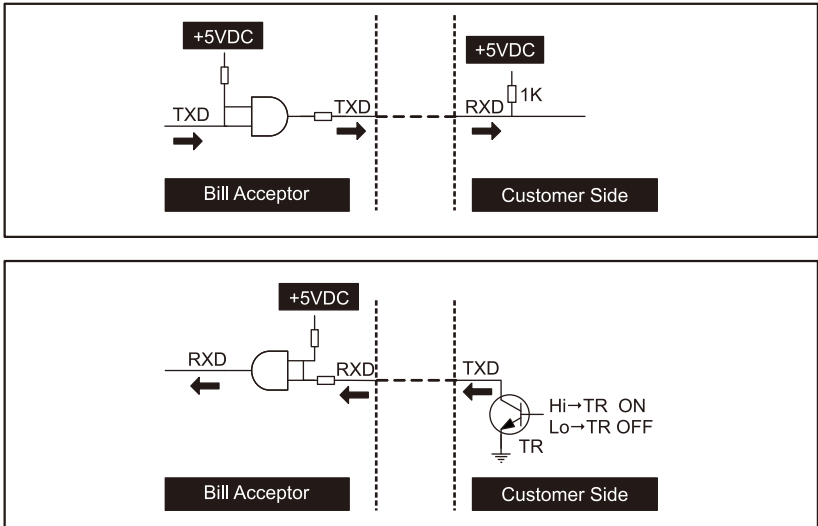 +5VDC
+5VDC
1K
TXD
TXD
RXD
Bill Acceptor
Customer Side
+5VDC
RXD
RXD
TXD
Hi→TR ON
Lo→TR OFF
TR
Bill Acceptor
Customer Side